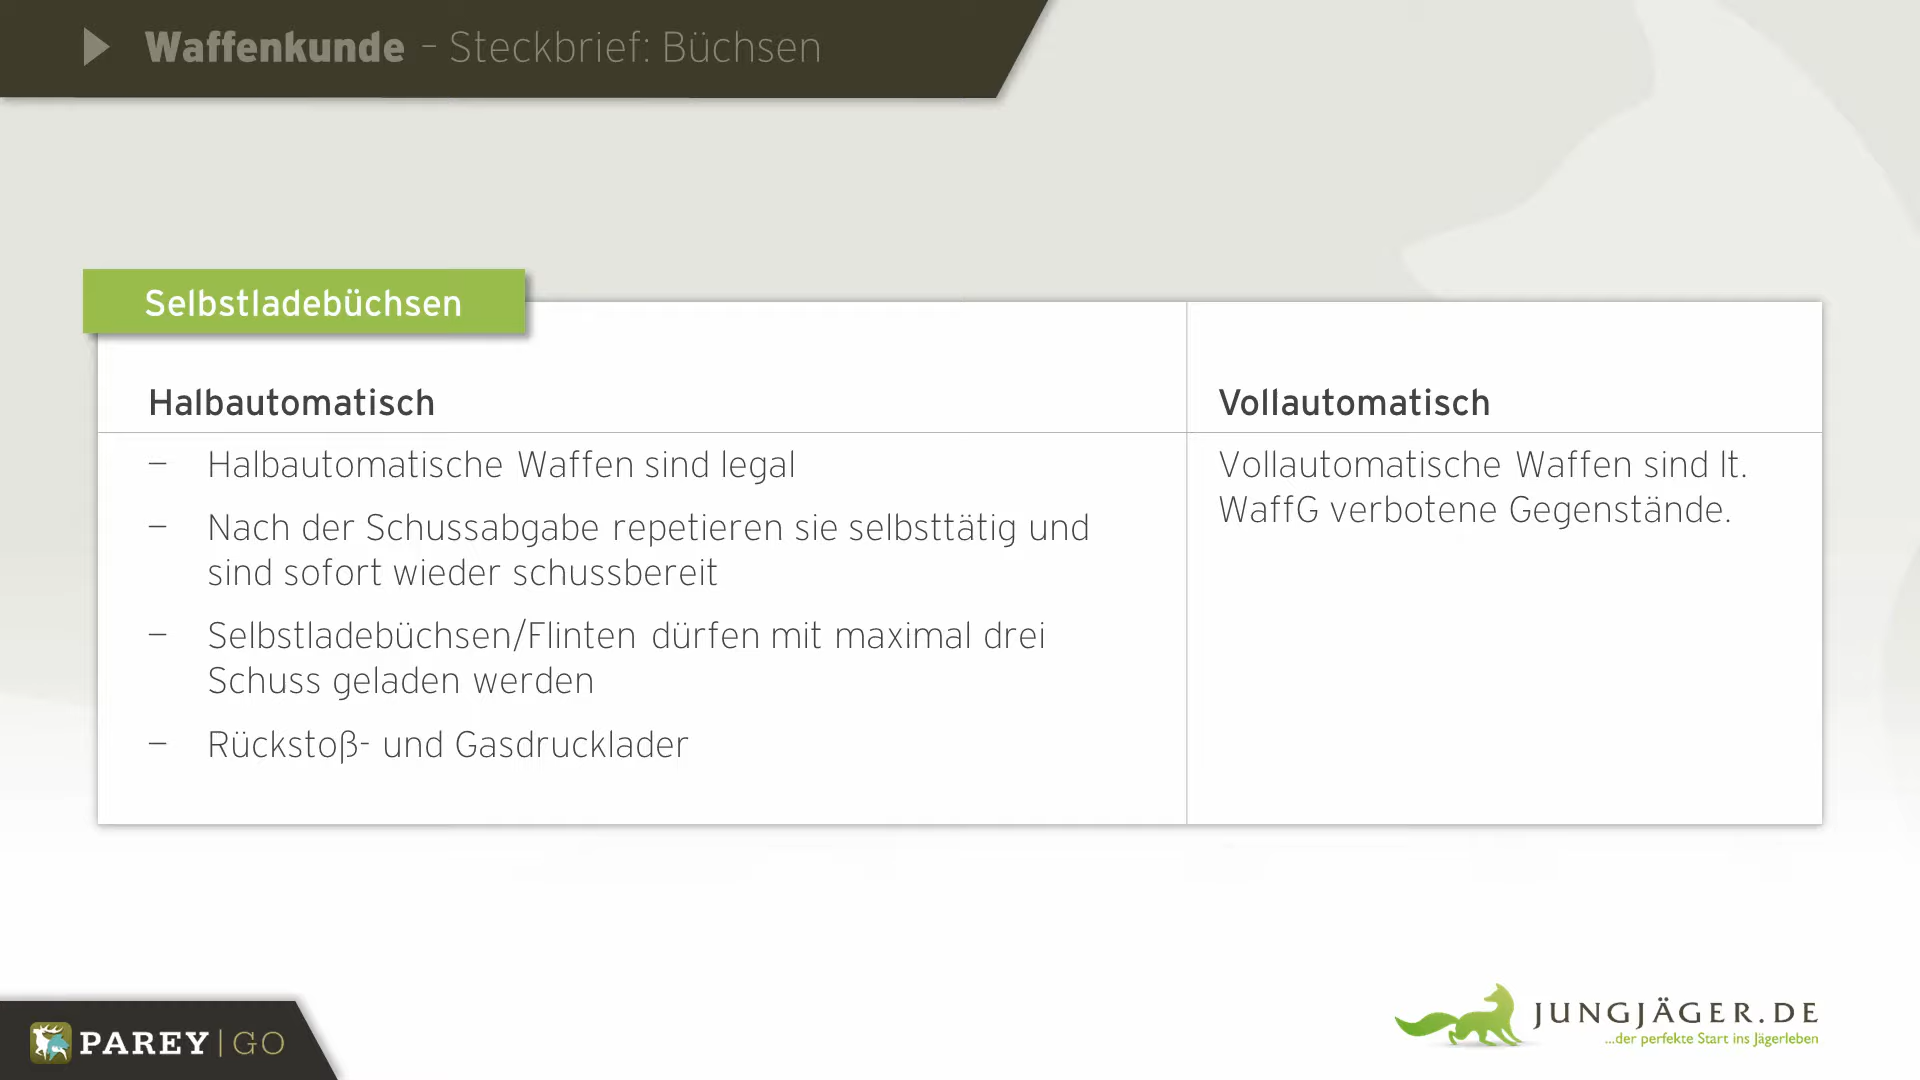 Waffenkunde – Steckbrief: Büchsen
Selbstladebüchsen
Halbautomatisch
– Halbautomatische Waffen sind legal
– Nach der Schussabgabe repetieren sie selbsttätig und
sind sofort wieder schussbereit
– Selbstladebüchsen/Flinten dürfen mit maximal drei
Schuss geladen werden
– Rückstoß- und Gasdrucklader
Vollautomatisch
Vollautomatische Waffen sind lt.
WaffG verbotene Gegenstände.
PAREY|GO
JUNGJÄGER.DE
...der perfekte Start ins Jägerleben